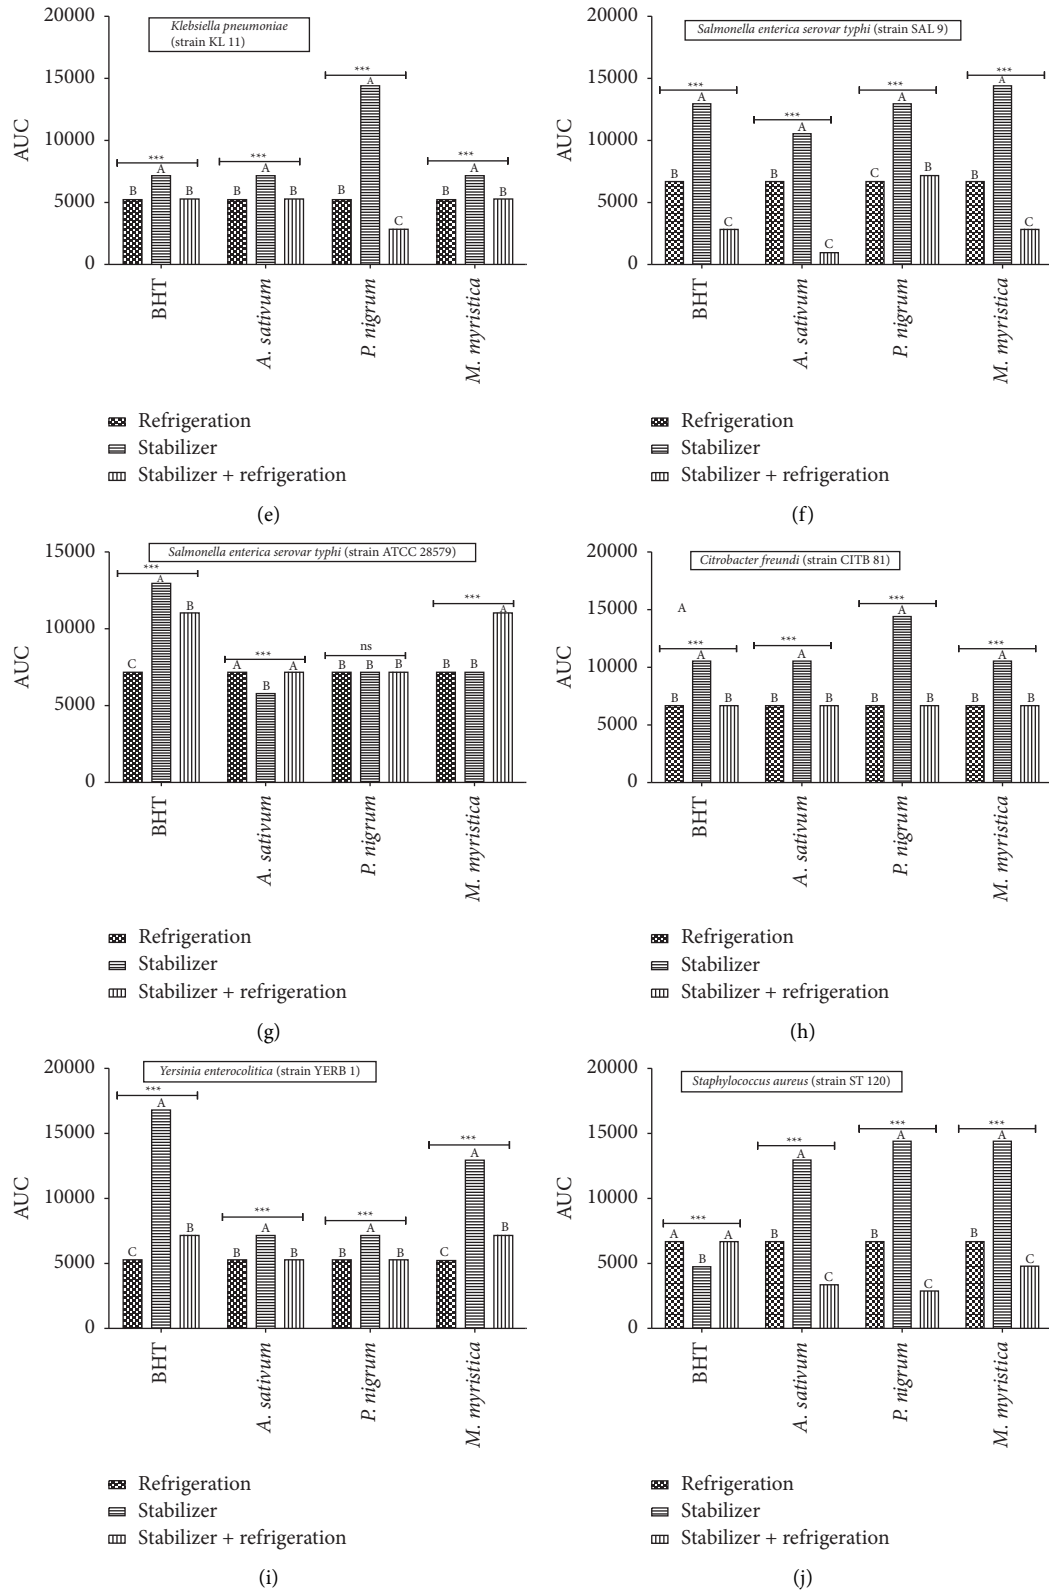 20000
15000
10000
5000
0
AUC
Klebsiella pneumoniae
(strain KL 11)
***
***
***
***
B A B
B A B
B A C
B A B
BHT
A. sativum
P. nigrum
M. myristica
Refrigeration
Stabilizer
Stabilizer + refrigeration
(e)
20000
15000
10000
5000
0
AUC
Salmonella enterica serovar typhi (strain SAL 9)
***
***
***
***
B A C
B A C
C A B
B A C
BHT
A. sativum
P. nigrum
M. myristica
Refrigeration
Stabilizer
Stabilizer + refrigeration
(f)
15000
10000
5000
0
AUC
Salmonella enterica serovar typhi (strain ATCC 28579)
***
***
ns
***
C A B
A B A
B B B
B B A
BHT
A. sativum
P. nigrum
M. myristica
Refrigeration
Stabilizer
Stabilizer + refrigeration
(g)
20000
15000
10000
5000
0
AUC
Citrobacter freundi (strain CITB 81)
A
***
***
***
***
B A B
B A B
B A B
B A B
BHT
A. sativum
P. nigrum
M. myristica
Refrigeration
Stabilizer
Stabilizer + refrigeration
(h)
20000
15000
10000
5000
0
AUC
Yersinia enterocolitica (strain YERB 1)
***
***
***
***
C A B
B A B
B A B
C A B
BHT
A. sativum
P. nigrum
M. myristica
Refrigeration
Stabilizer
Stabilizer + refrigeration
(i)
20000
15000
10000
5000
0
AUC
Staphylococcus aureus (strain ST 120)
***
***
***
***
A B A
B A C
B A C
B A C
BHT
A. sativum
P. nigrum
M. myristica
Refrigeration
Stabilizer
Stabilizer + refrigeration
(j)